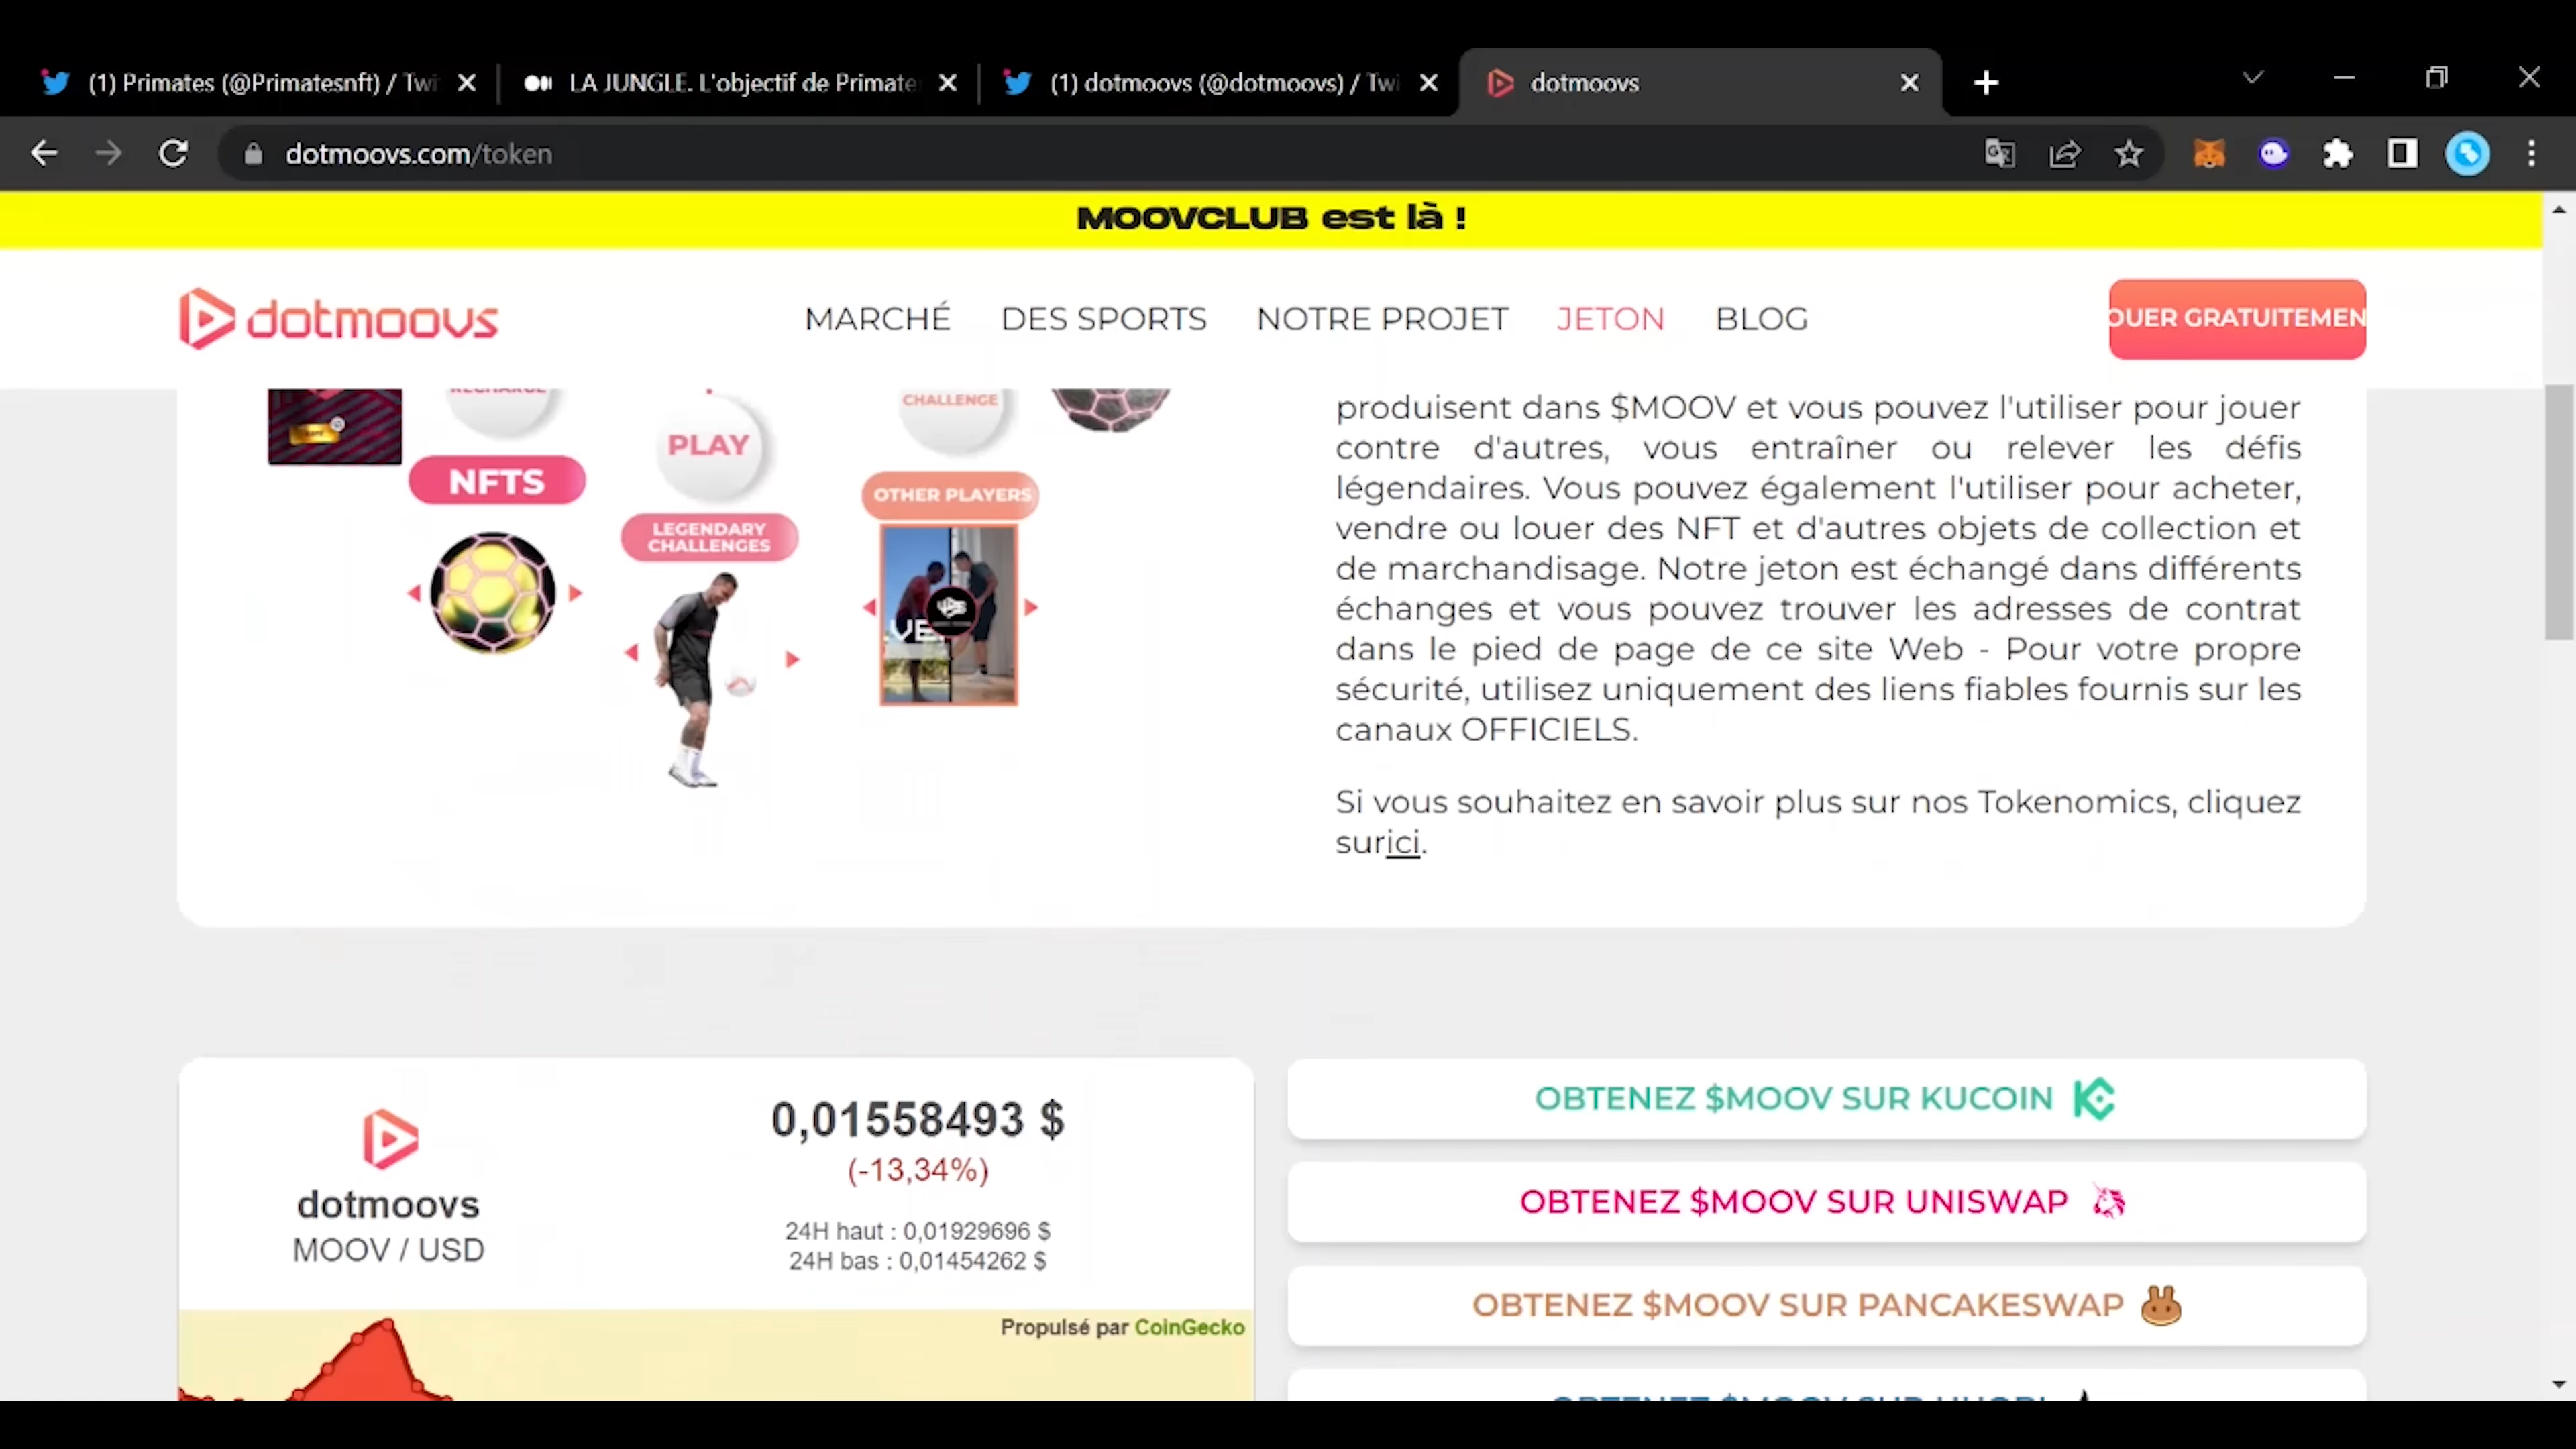 (1) Primates (@Primatesnft) / Twi
LA JUNGLE. L'objectif de Primate
(1) dotmoovs (@dotmoovs) / Twi
dotmoovs
dotmoovs.com/token
MOOVCLUB est là !
dotmoovs
MARCHÉ
DES SPORTS
NOTRE PROJET
JETON
BLOG
OUER GRATUITEMEN
RECHARGE
CHALLENGE
PLAY
NFTS
OTHER PLAYERS
LEGENDARY
CHALLENGES
produisent dans $MOOV et vous pouvez l'utiliser pour jouer
contre d'autres, vous entraîner ou relever les défis
légendaires. Vous pouvez également l'utiliser pour acheter,
vendre ou louer des NFT et d'autres objets de collection et
de marchandisage. Notre jeton est échangé dans différents
échanges et vous pouvez trouver les adresses de contrat
dans le pied de page de ce site Web - Pour votre propre
sécurité, utilisez uniquement des liens fiables fournis sur les
canaux OFFICIELS.
Si vous souhaitez en savoir plus sur nos Tokenomics, cliquez
surici.
dotmoovs
MOOV / USD
0,01558493 $
(-13,34%)
24H haut : 0,01929696 $
24H bas : 0,01454262 $
Propulsé par CoinGecko
OBTENEZ $MOOV SUR KUCOIN
OBTENEZ $MOOV SUR UNISWAP
OBTENEZ $MOOV SUR PANCAKESWAP
OBTENEZ $MOOV SUR HUOBI